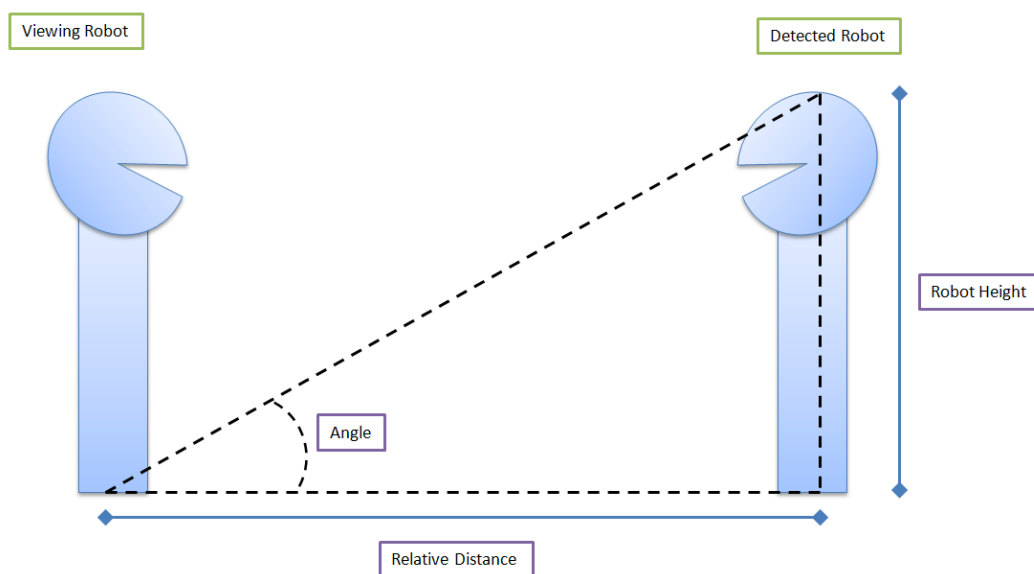 Viewing Robot
Detected Robot
Robot Height
Angle
Relative Distance